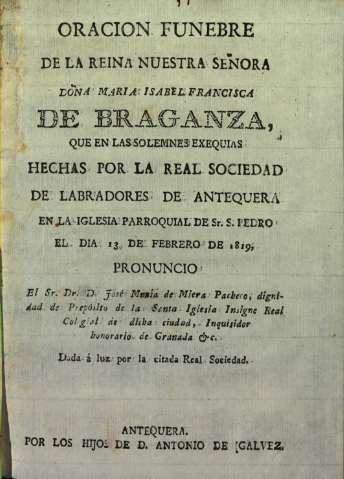 ORACION FUNEBRE
DE LA REINA NUESTRA SEÑORA
DOÑA MARIA ISABEL FRANCISCA
DE BRAGANZA,
QUE EN LAS SOLEMNES EXEQUIAS
HECHAS POR LA REAL SOCIEDAD
DE LABRADORES DE ANTEQUERA
EN LA IGLESIA PARROQUIAL DE Sr. S. PEDRO
EL DIA 13 DE FEBRERO DE 1819,
PRONUNCIO
El Sr. Dr. D. José Munia de Miera Pacheco, digni-
dad de Prepósito de la Santa Iglesia Insigne Real
Colegial de dicha ciudad, Inquisidor
honorario de Granada &c.
Dada á luz por la citada Real Sociedad.
ANTEQUERA.
POR LOS HIJOS DE D. ANTONIO DE GALVEZ.